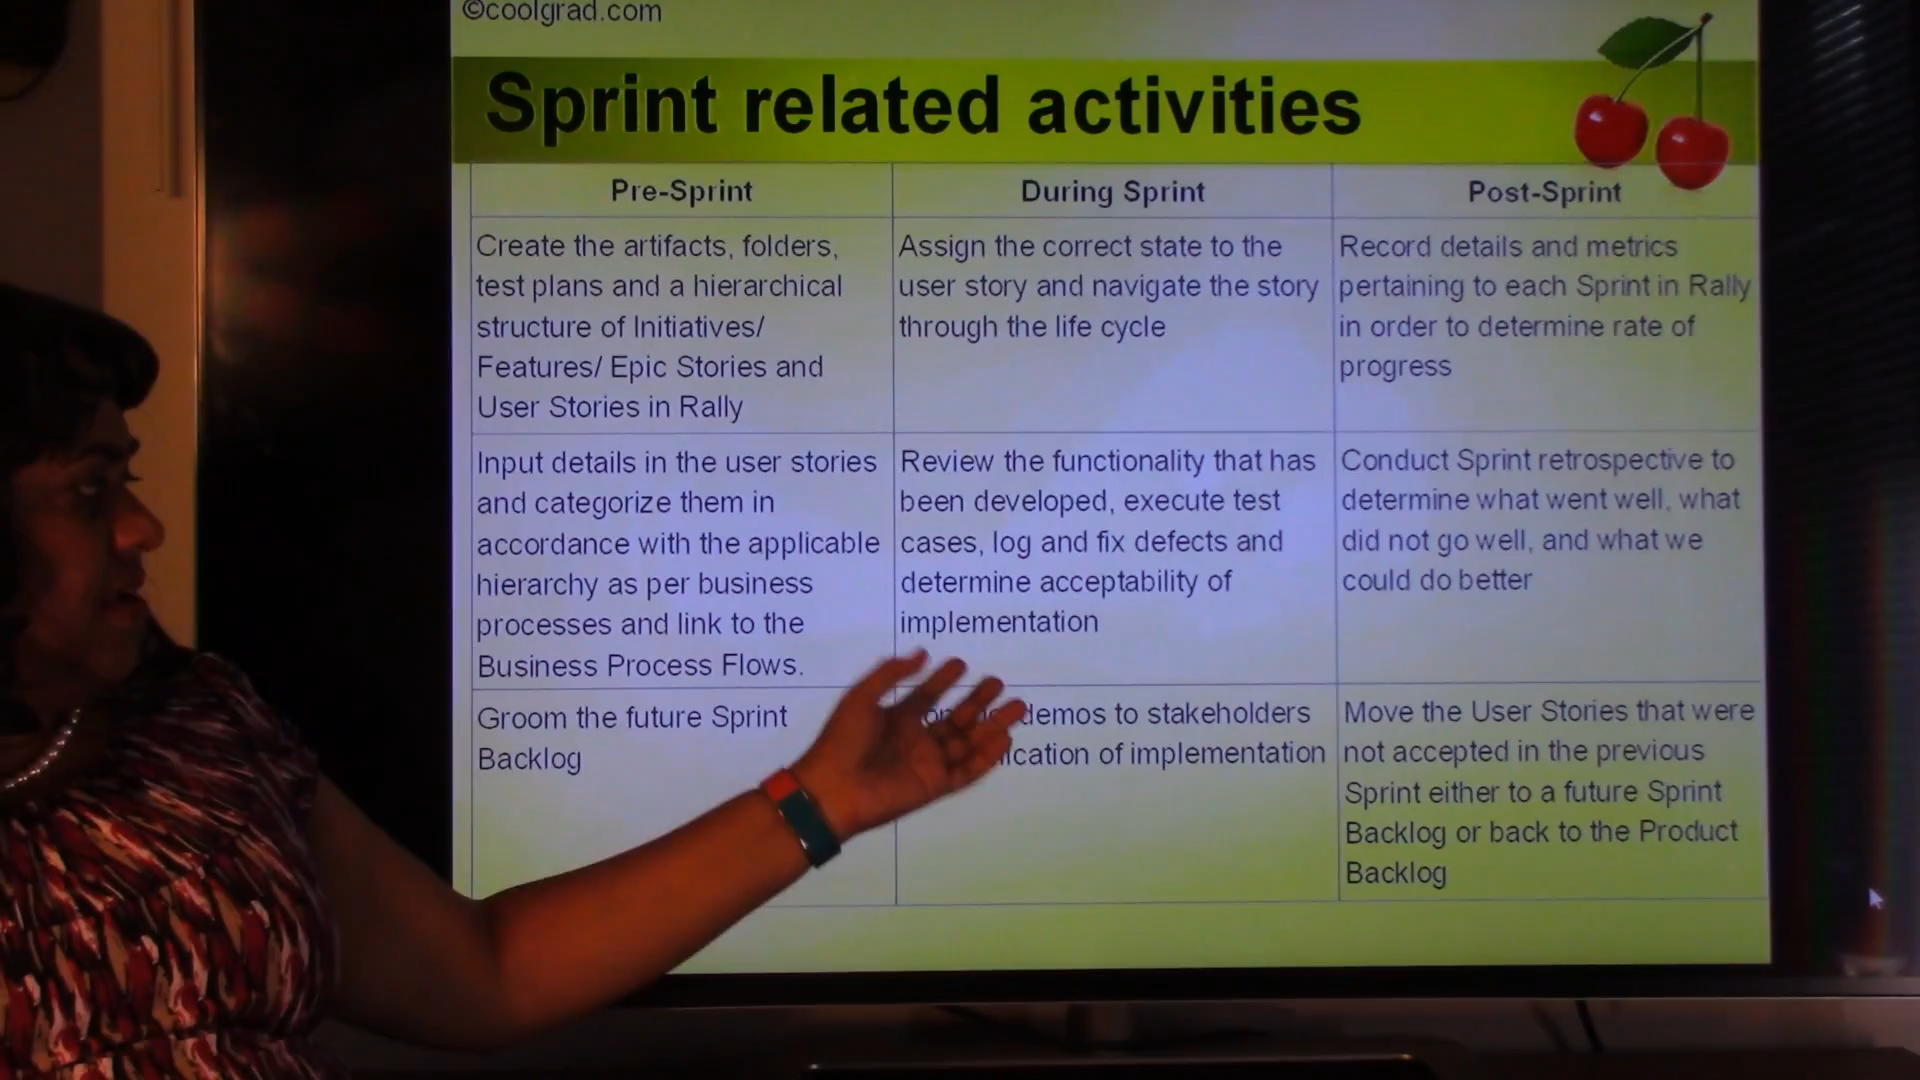 ©coolgrad.com
Sprint related activities
Pre-Sprint
During Sprint
Post-Sprint
Create the artifacts, folders,
test plans and a hierarchical
structure of Initiatives/
Features/ Epic Stories and
User Stories in Rally
Assign the correct state to the
user story and navigate the story
through the life cycle
Record details and metrics
pertaining to each Sprint in Rally
in order to determine rate of
progress
Input details in the user stories
and categorize them in
accordance with the applicable
hierarchy as per business
processes and link to the
Business Process Flows.
Review the functionality that has
been developed, execute test
cases, log and fix defects and
determine acceptability of
implementation
Conduct Sprint retrospective to
determine what went well, what
did not go well, and what we
could do better
Groom the future Sprint
Backlog
demos to stakeholders
of implementation
Move the User Stories that were
not accepted in the previous
Sprint either to a future Sprint
Backlog or back to the Product
Backlog